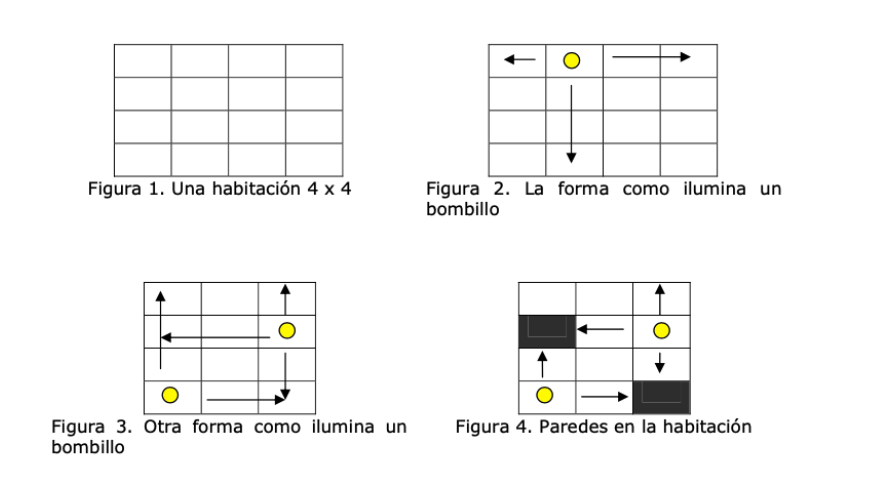 Figura 1. Una habitación 4 x 4
Figura 2. La forma como ilumina un
bombillo
Figura 3. Otra forma como ilumina un
bombillo
Figura 4. Paredes en la habitación